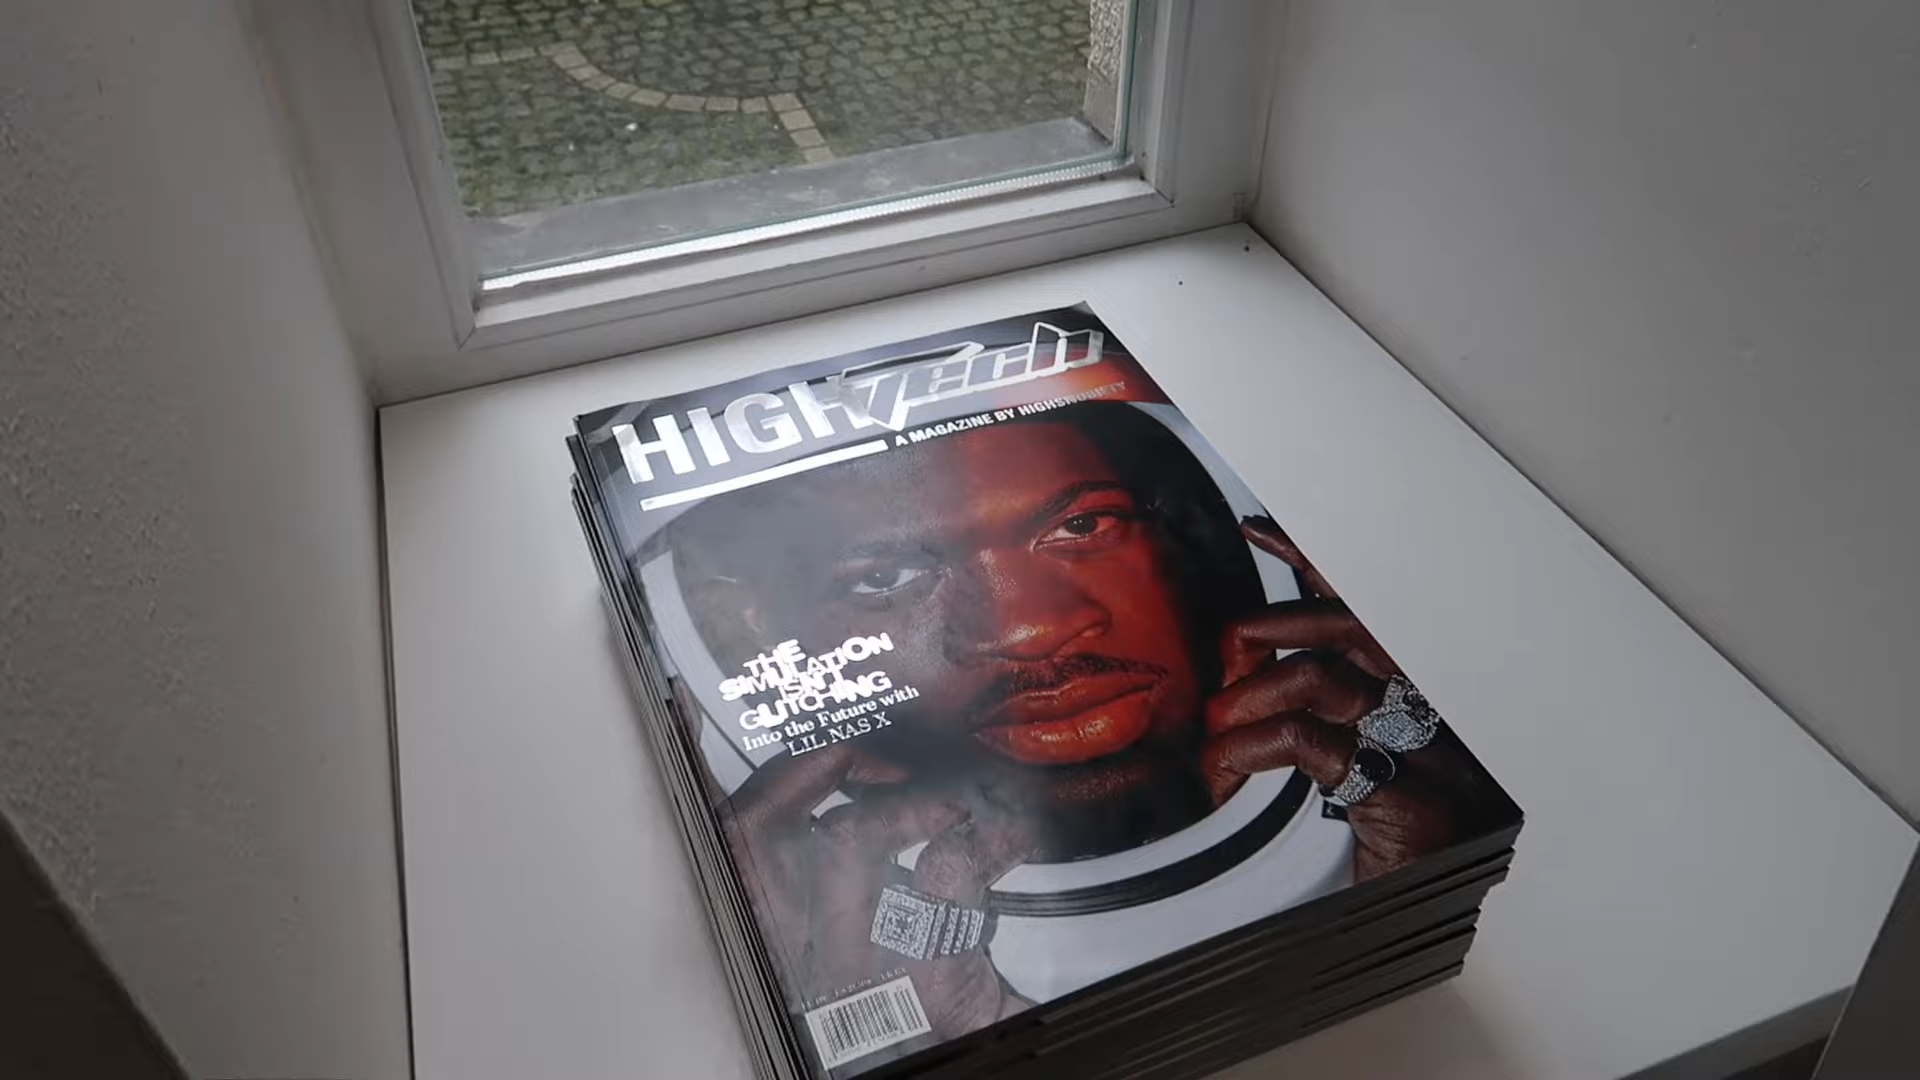 HIGHTech
A MAGAZINE BY HIGHSNOBIETY
THE
SIMULATION
ISN'T
GLITCHING
Into the Future with
LIL NAS X